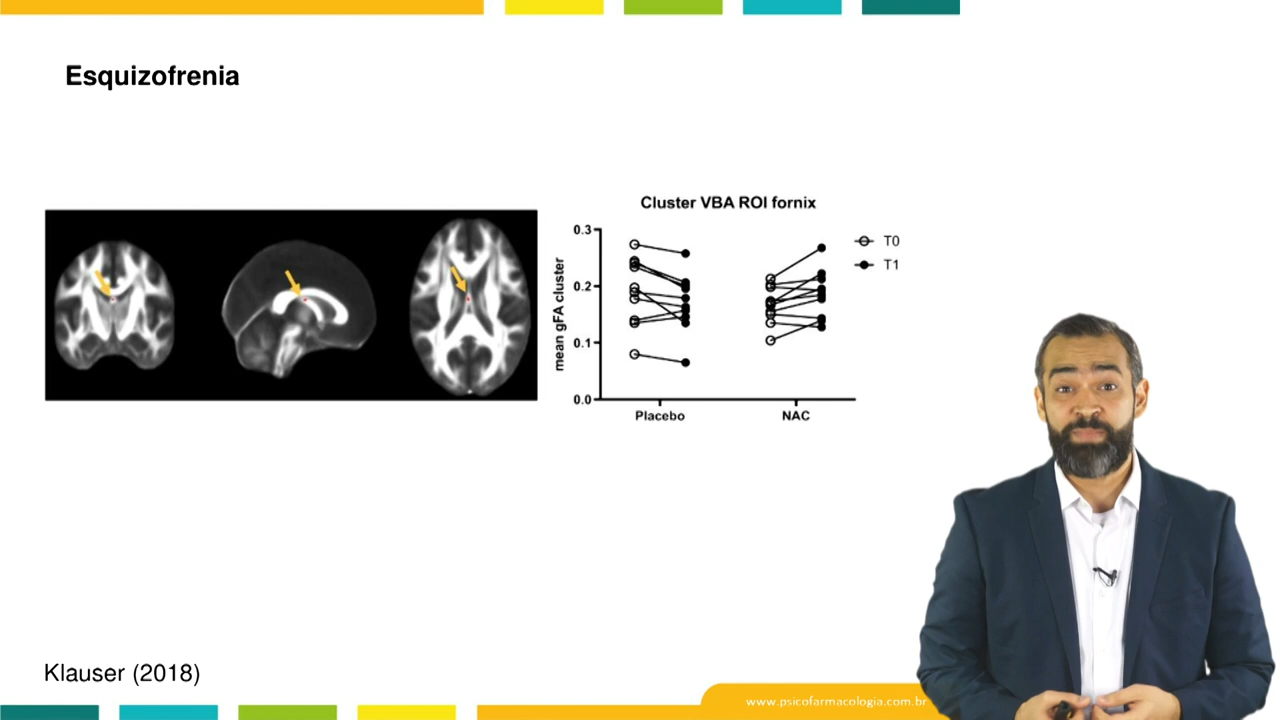 Esquizofrenia
Cluster VBA ROI fornix
mean gFA cluster
0.3
0.2
0.1
0.0
Placebo
NAC
T0
T1
Klauser (2018)
www.psicofarmacologia.com.br